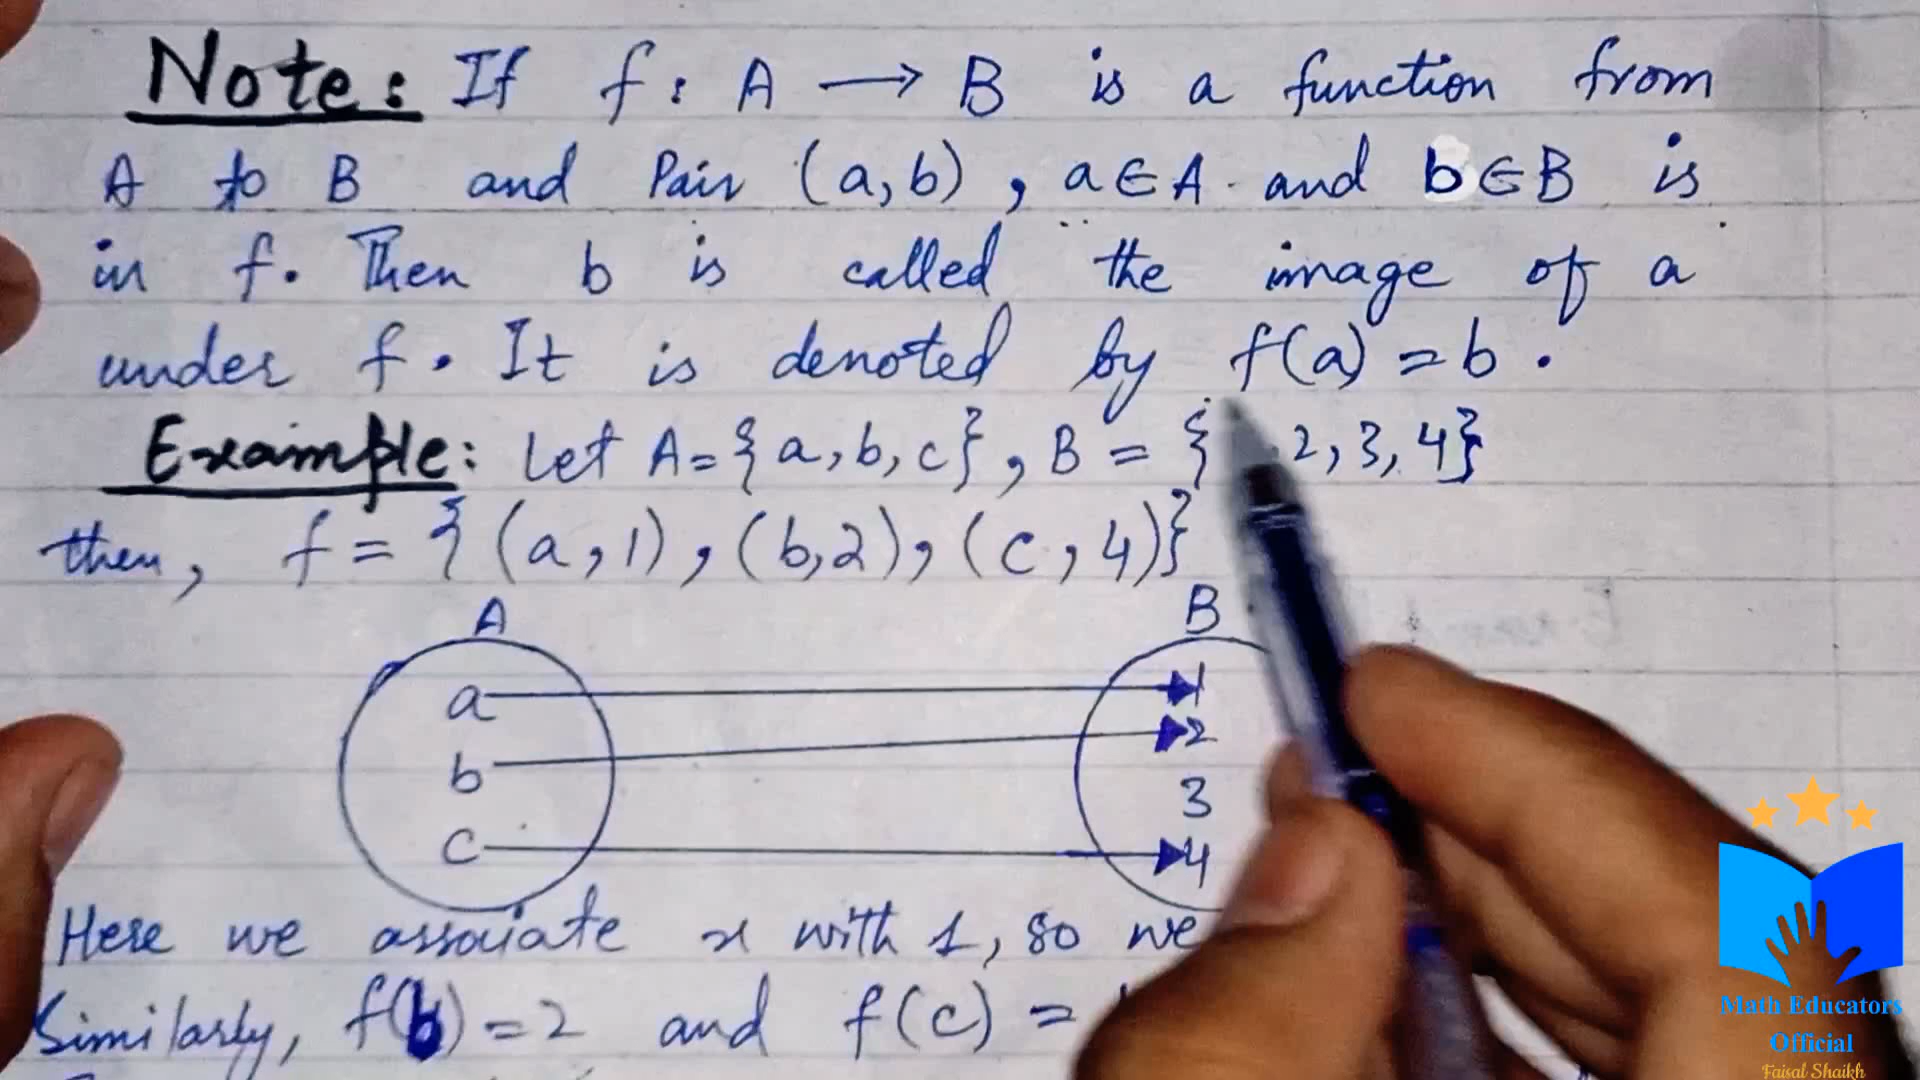 Note: If f : A → B is a function from
A to B and Pair (a,b) , a∈A and b∈B is
in f. Then b is called the image of a
under f. It is denoted by f(a) = b .
Example: Let A = {a, b, c} , B = { 2, 3, 4}
then, f = { (a, 1) , (b, 2) , (c , 4)}
A B
a 1
b 2
3
c 4
Here we associate x with 1, so we
Similarly, f(b) = 2 and f(c) =
Math Educators
Official
Faisal Shaikh